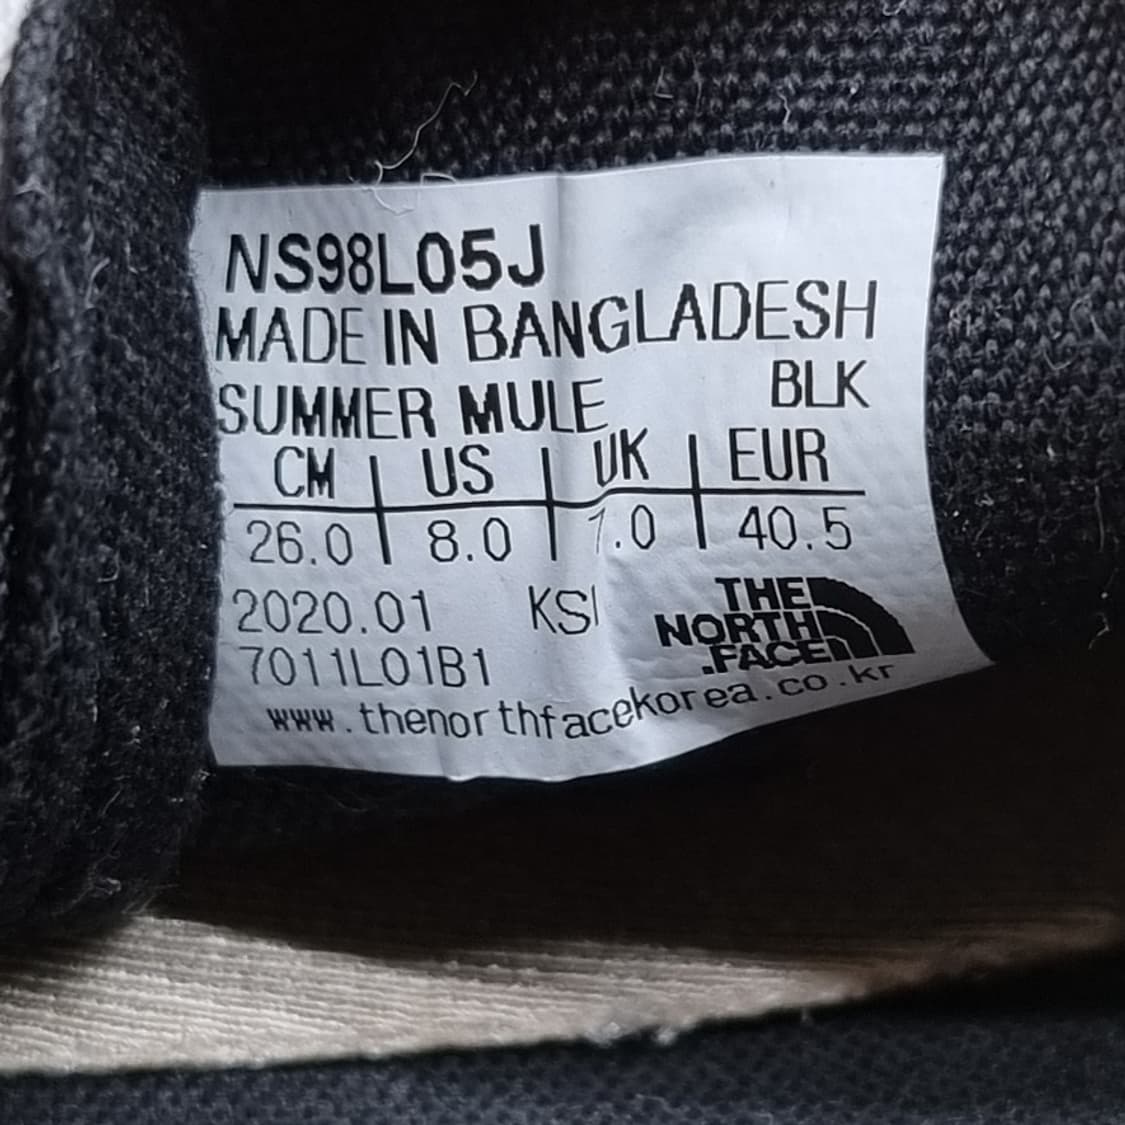 NS98L05J
MADE IN BANGLADESH
SUMMER MULE BLK
CM US UK EUR
26.0 8.0 7.0 40.5
2020.01 KSI
7011L01B1
THE
NORTH
FACE
www.thenorthfacekorea.co.kr